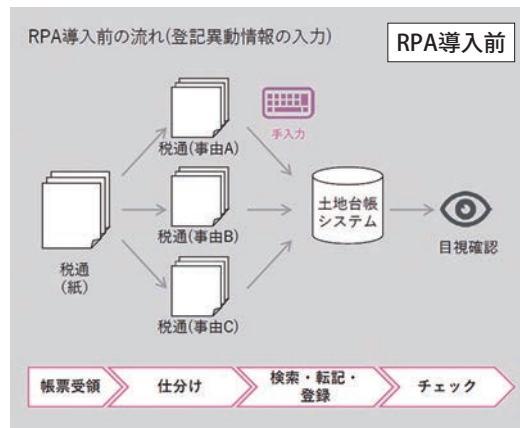 RPA導入前の流れ(登記異動情報の入力)
RPA導入前
税通(事由A)
手入力
税通(事由B)
税通(事由C)
税通
(紙)
土地台帳
システム
目視確認
帳票受領
仕分け
検索・転記・
登録
チェック